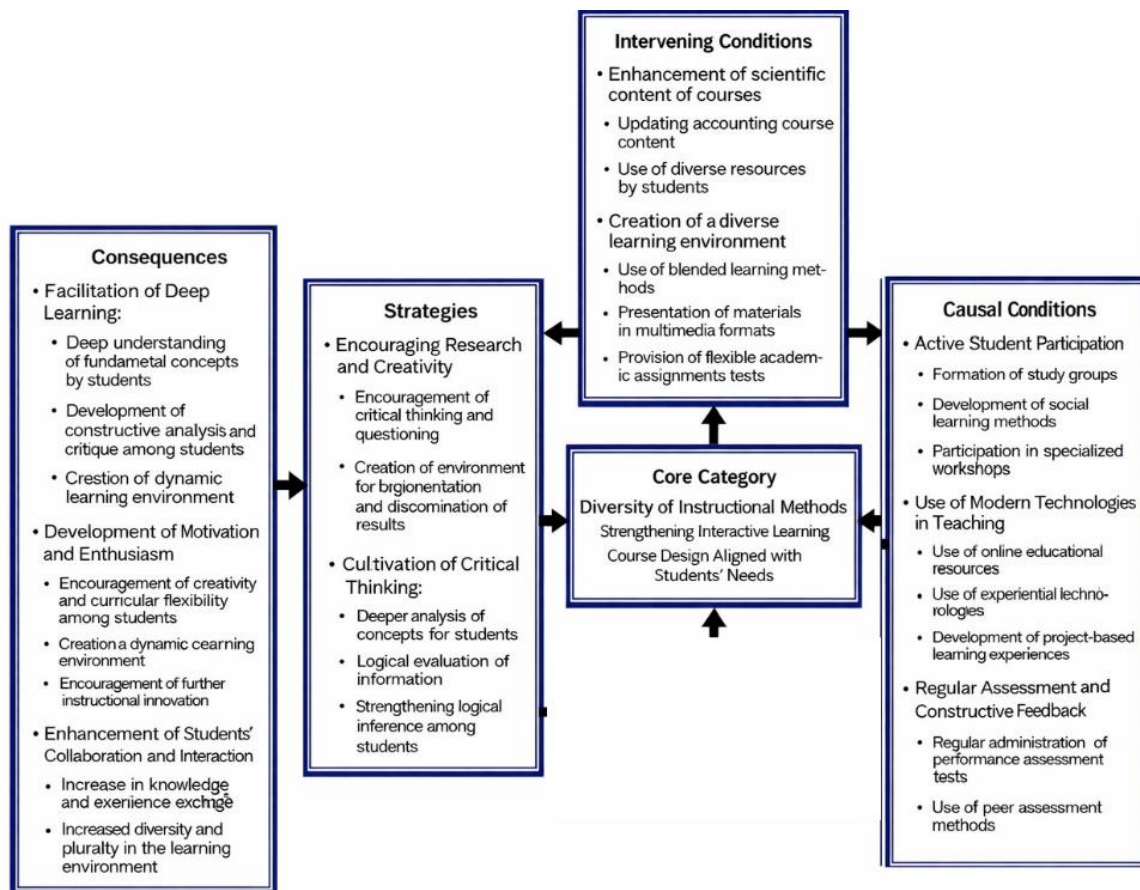 Intervening Conditions
• Enhancement of scientific
content of courses
• Updating accounting course
content
• Use of diverse resources
by students
• Creation of a diverse
learning environment
• Use of blended learning met-
hods
• Presentation of materials
in multimedia formats
• Provision of flexible academ-
ic assignments tests
Consequences
• Facilitation of Deep
Learning:
• Deep understanding
of fundametal concepts
by students
• Development of
constructive analysis and
critique among students
• Crestion of dynamic
learning environment
• Development of Motivation
and Enthusiasm
• Encouragement of creativity
and curricular flexibility
among students
• Creation a dynamic cearning
environment
• Encouragement of further
instructional innovation
• Enhancement of Students'
Collaboration and Interaction
• Increase in knowledge
and exerience exchnge
• Increased diversity and
pluralty in the learning
environment
Strategies
• Encouraging Research
and Creativity
• Encouragement of
critical thinking and
questioning
• Creation of environment
for brgionentation
and discomination of
results
• Cultivation of Critical
Thinking:
• Deeper analysis of
concepts for students
• Logical evaluation of
information
• Strengthening logical
inference among
students
Core Category
Diversity of Instructional Methods
Strengthening Interactive Learning
Course Design Aligned with
Students' Needs
Causal Conditions
• Active Student Participation
• Formation of study groups
• Development of social
learning methods
• Participation in specialized
workshops
• Use of Modern Technologies
in Teaching
• Use of online educational
resources
• Use of experiential lechno-
rologies
• Development of project-based
learning experiences
• Regular Assessment and
Constructive Feedback
• Regular administration of
performance assessment
tests
• Use of peer assessment
methods